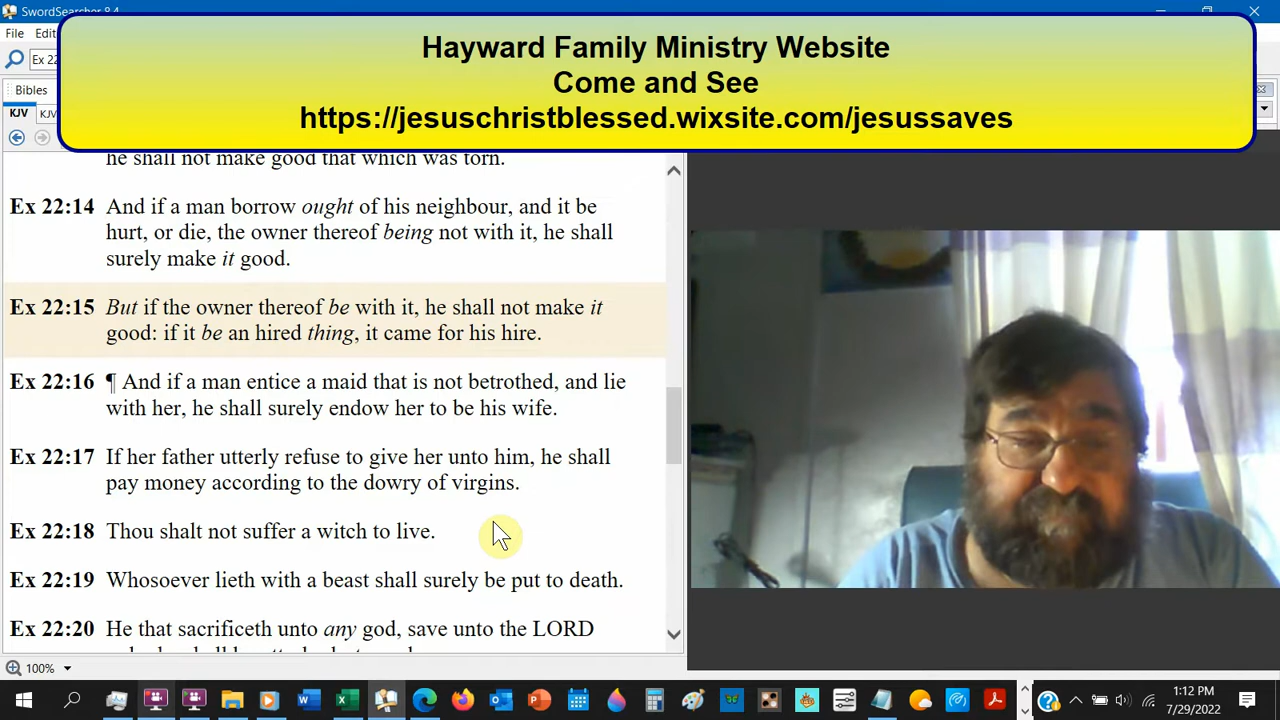 SwordSearcher 8.4
File Edit
Hayward Family Ministry Website
Come and See
https://jesuschristblessed.wixsite.com/jesussaves
Ex 22
Bibles
KJV KJV
he shall not make good that which was torn.
Ex 22:14 And if a man borrow ought of his neighbour, and it be
hurt, or die, the owner thereof being not with it, he shall
surely make it good.
Ex 22:15 But if the owner thereof be with it, he shall not make it
good: if it be an hired thing, it came for his hire.
Ex 22:16 ¶ And if a man entice a maid that is not betrothed, and lie
with her, he shall surely endow her to be his wife.
Ex 22:17 If her father utterly refuse to give her unto him, he shall
pay money according to the dowry of virgins.
Ex 22:18 Thou shalt not suffer a witch to live.
Ex 22:19 Whosoever lieth with a beast shall surely be put to death.
Ex 22:20 He that sacrificeth unto any god, save unto the LORD
100%
1:12 PM
7/29/2022